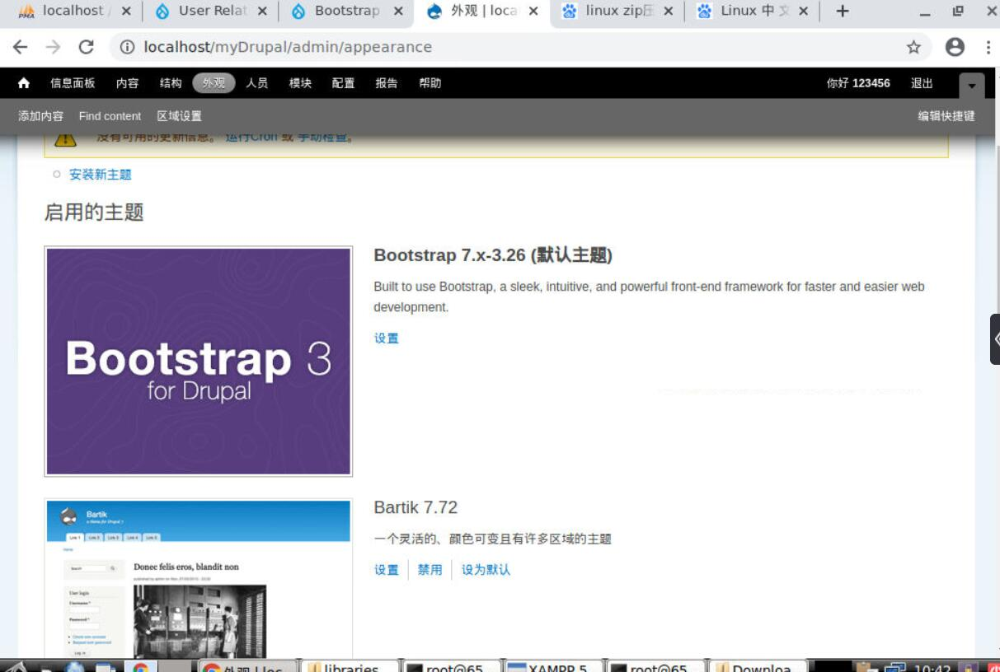 localhost / User Relat Bootstrap 外观 | loca linux zip压 Linux 中 文
localhost/myDrupal/admin/appearance
信息面板 内容 结构 外观 人员 模块 配置 报告 帮助 你好 123456 退出
添加内容 Find content 区域设置 编辑快捷键
没有可用的更新信息。 运行Cron 或 手动检查。
安装新主题
启用的主题
Bootstrap 7.x-3.26 (默认主题)
Built to use Bootstrap, a sleek, intuitive, and powerful front-end framework for faster and easier web
development.
设置
Bootstrap 3
for Drupal
Bartik 7.72
一个灵活的、颜色可变且有许多区域的主题
设置 禁用 设为默认
Bartik
Link 1 Link 2 Link 3 Link 4 Link 5
Home
Search
Donec felis eros, blandit non
User login
Username *
Password *
Create new account
Request new password
Log in
外观 | loc libraries root@65 XAMPP 5 root@65 Downloa 10:42